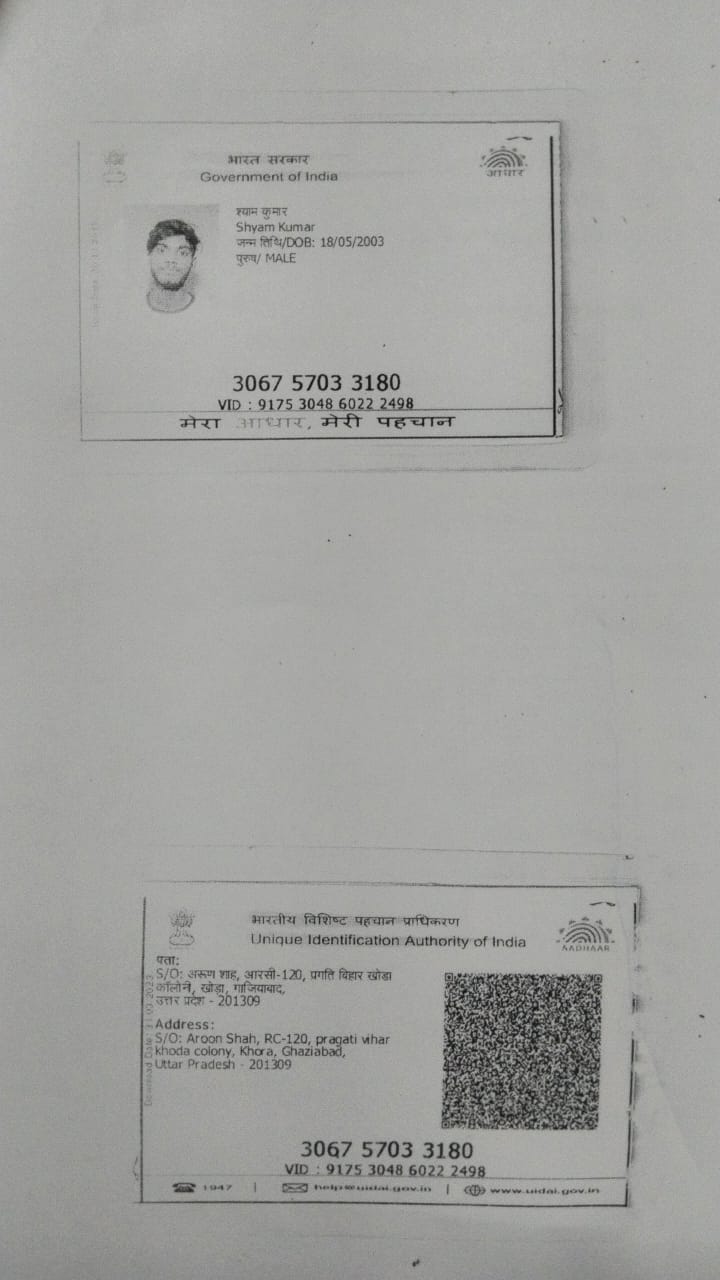 भारत सरकार
Government of India
आधार
श्याम कुमार
Shyam Kumar
जन्म तिथि/DOB: 18/05/2003
पुरुष/ MALE
3067 5703 3180
VID : 9175 3048 6022 2498
मेरा आधार, मेरी पहचान
भारतीय विशिष्ट पहचान प्राधिकरण
Unique Identification Authority of India
AADHAAR
पता:
S/O: अरूण शाह, आरसी-120, प्रगति बिहार खोडा
कॉलोनी, खोड़ा, गाजियाबाद,
उत्तर प्रदेश - 201309
Address:
S/O: Aroon Shah, RC-120, pragati vihar
khoda colony, Khora, Ghaziabad,
Uttar Pradesh - 201309
3067 5703 3180
VID : 9175 3048 6022 2498
1947 | help@uidai.gov.in | www.uidai.gov.in